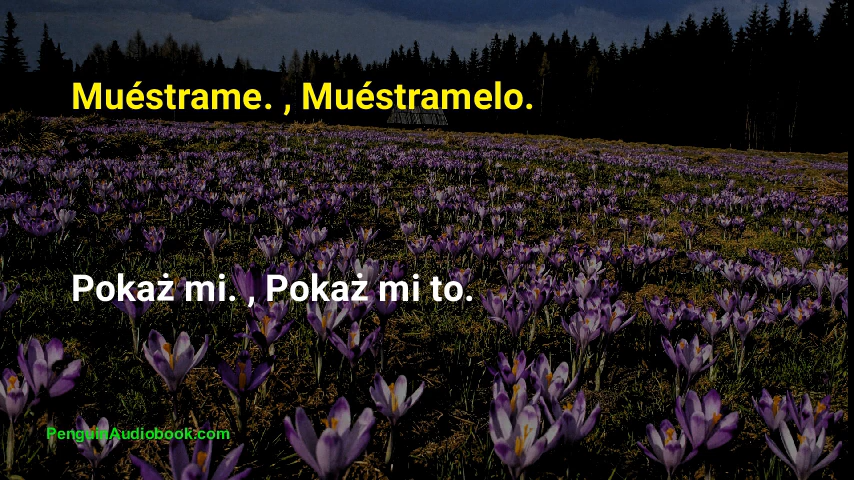 Muéstrame. , Muéstramelo.
Pokaż mi. , Pokaż mi to.
PenguinAudiobook.com